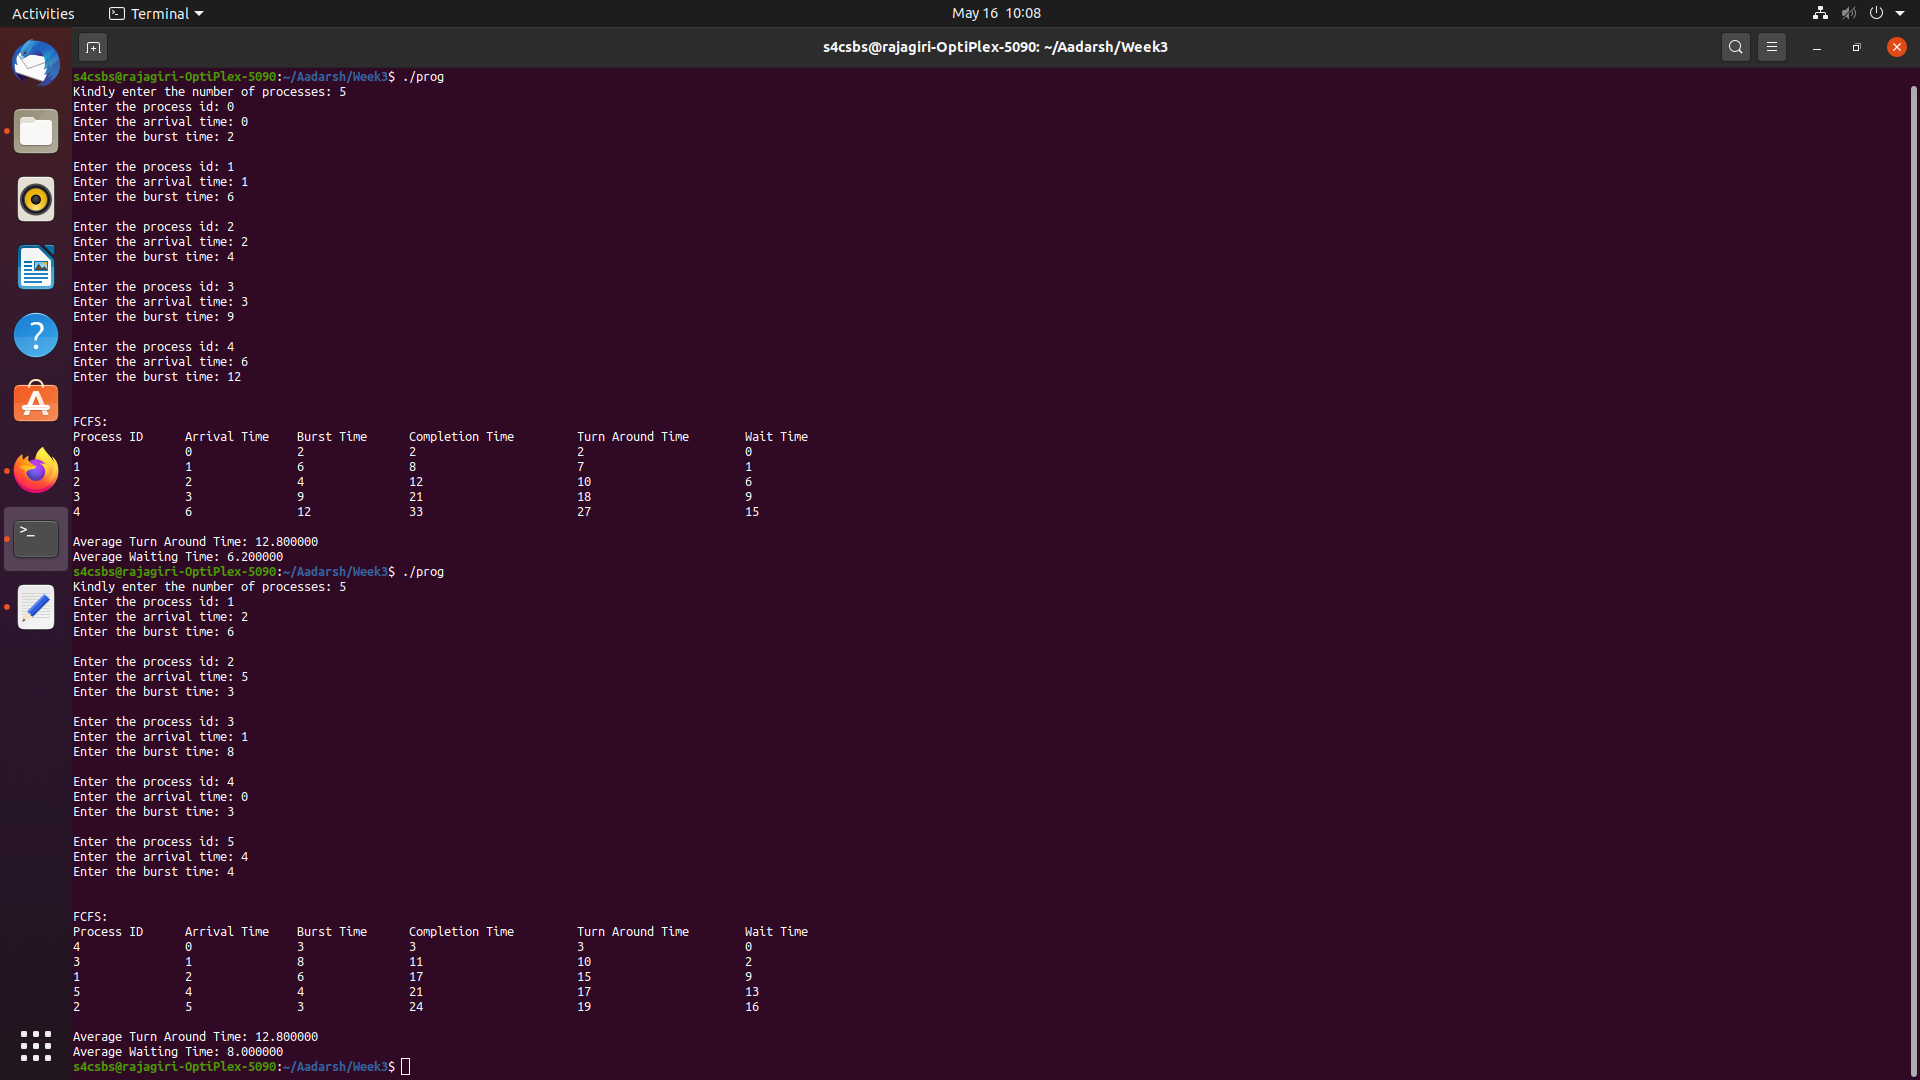 Activities
Terminal
May 16 10:08
s4csbs@rajagiri-OptiPlex-5090: ~/Aadarsh/Week3
s4csbs@rajagiri-OptiPlex-5090:~/Aadarsh/Week3$ ./prog
Kindly enter the number of processes: 5
Enter the process id: 0
Enter the arrival time: 0
Enter the burst time: 2
Enter the process id: 1
Enter the arrival time: 1
Enter the burst time: 6
Enter the process id: 2
Enter the arrival time: 2
Enter the burst time: 4
Enter the process id: 3
Enter the arrival time: 3
Enter the burst time: 9
Enter the process id: 4
Enter the arrival time: 6
Enter the burst time: 12
FCFS:
Process ID Arrival Time Burst Time Completion Time Turn Around Time Wait Time
0 0 2 2 2 0
1 1 6 8 7 1
2 2 4 12 10 6
3 3 9 21 18 9
4 6 12 33 27 15
Average Turn Around Time: 12.800000
Average Waiting Time: 6.200000
s4csbs@rajagiri-OptiPlex-5090:~/Aadarsh/Week3$ ./prog
Kindly enter the number of processes: 5
Enter the process id: 1
Enter the arrival time: 2
Enter the burst time: 6
Enter the process id: 2
Enter the arrival time: 5
Enter the burst time: 3
Enter the process id: 3
Enter the arrival time: 1
Enter the burst time: 8
Enter the process id: 4
Enter the arrival time: 0
Enter the burst time: 3
Enter the process id: 5
Enter the arrival time: 4
Enter the burst time: 4
FCFS:
Process ID Arrival Time Burst Time Completion Time Turn Around Time Wait Time
4 0 3 3 3 0
3 1 8 11 10 2
1 2 6 17 15 9
5 4 4 21 17 13
2 5 3 24 19 16
Average Turn Around Time: 12.800000
Average Waiting Time: 8.000000
s4csbs@rajagiri-OptiPlex-5090:~/Aadarsh/Week3$